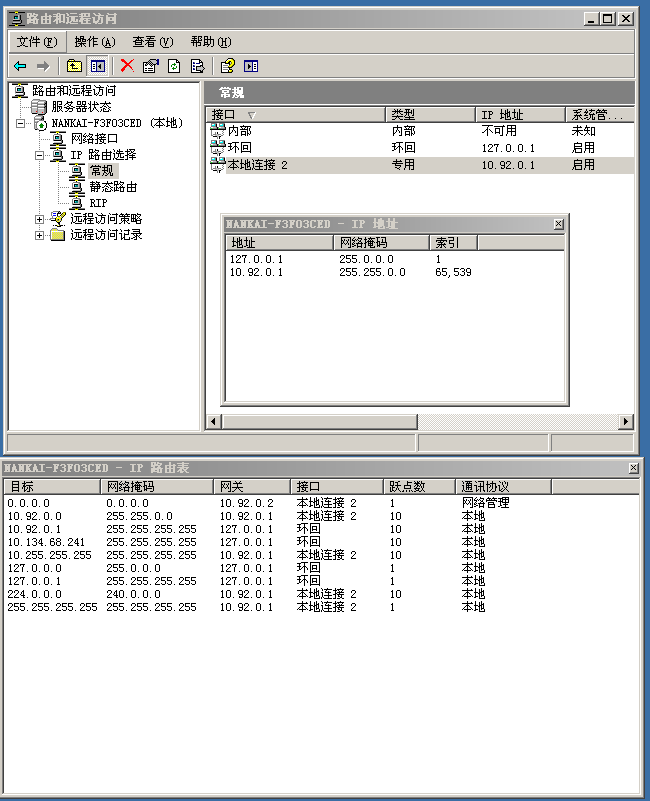 路由和远程访问
文件(F) 操作(A) 查看(V) 帮助(H)
路由和远程访问
服务器状态
NANKAI-F3F03CED (本地)
网络接口
IP 路由选择
常规
静态路由
RIP
远程访问策略
远程访问记录
常规
接口 类型 IP 地址 系统管...
内部 内部 不可用 未知
环回 环回 127.0.0.1 启用
本地连接 2 专用 10.92.0.1 启用
NANKAI-F3F03CED - IP 地址
地址 网络掩码 索引
127.0.0.1 255.0.0.0 1
10.92.0.1 255.255.0.0 65,539
NANKAI-F3F03CED - IP 路由表
目标 网络掩码 网关 接口 跃点数 通讯协议
0.0.0.0 0.0.0.0 10.92.0.2 本地连接 2 1 网络管理
10.92.0.0 255.255.0.0 10.92.0.1 本地连接 2 10 本地
10.92.0.1 255.255.255.255 127.0.0.1 环回 10 本地
10.134.68.241 255.255.255.255 127.0.0.1 环回 10 本地
10.255.255.255 255.255.255.255 10.92.0.1 本地连接 2 10 本地
127.0.0.0 255.0.0.0 127.0.0.1 环回 1 本地
127.0.0.1 255.255.255.255 127.0.0.1 环回 1 本地
224.0.0.0 240.0.0.0 10.92.0.1 本地连接 2 10 本地
255.255.255.255 255.255.255.255 10.92.0.1 本地连接 2 1 本地